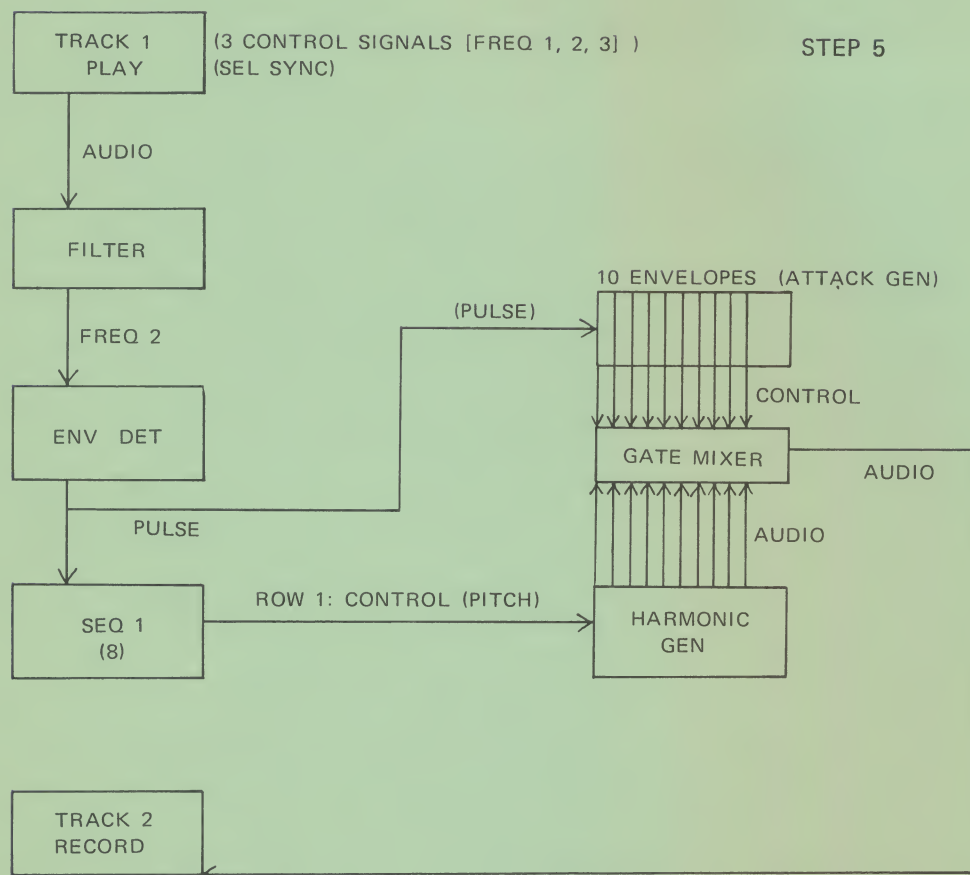 TRACK 1
PLAY
(3 CONTROL SIGNALS [FREQ 1, 2, 3] )
(SEL SYNC)
STEP 5
AUDIO
FILTER
FREQ 2
ENV DET
PULSE
SEQ 1
(8)
(PULSE)
10 ENVELOPES (ATTACK GEN)
CONTROL
GATE MIXER
AUDIO
AUDIO
ROW 1: CONTROL (PITCH)
HARMONIC
GEN
TRACK 2
RECORD